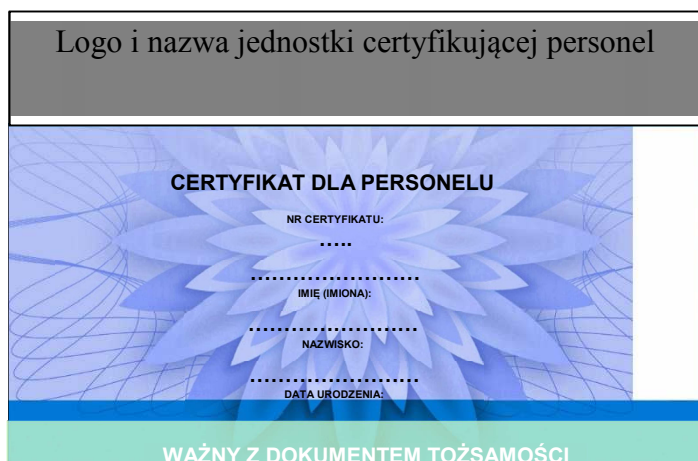 Logo i nazwa jednostki certyfikującej personel
CERTYFIKAT DLA PERSONELU
NR CERTYFIKATU:
.....
........................
IMIĘ (IMIONA):
........................
NAZWISKO:
........................
DATA URODZENIA:
WAŻNY Z DOKUMENTEM TOŻSAMOŚCI